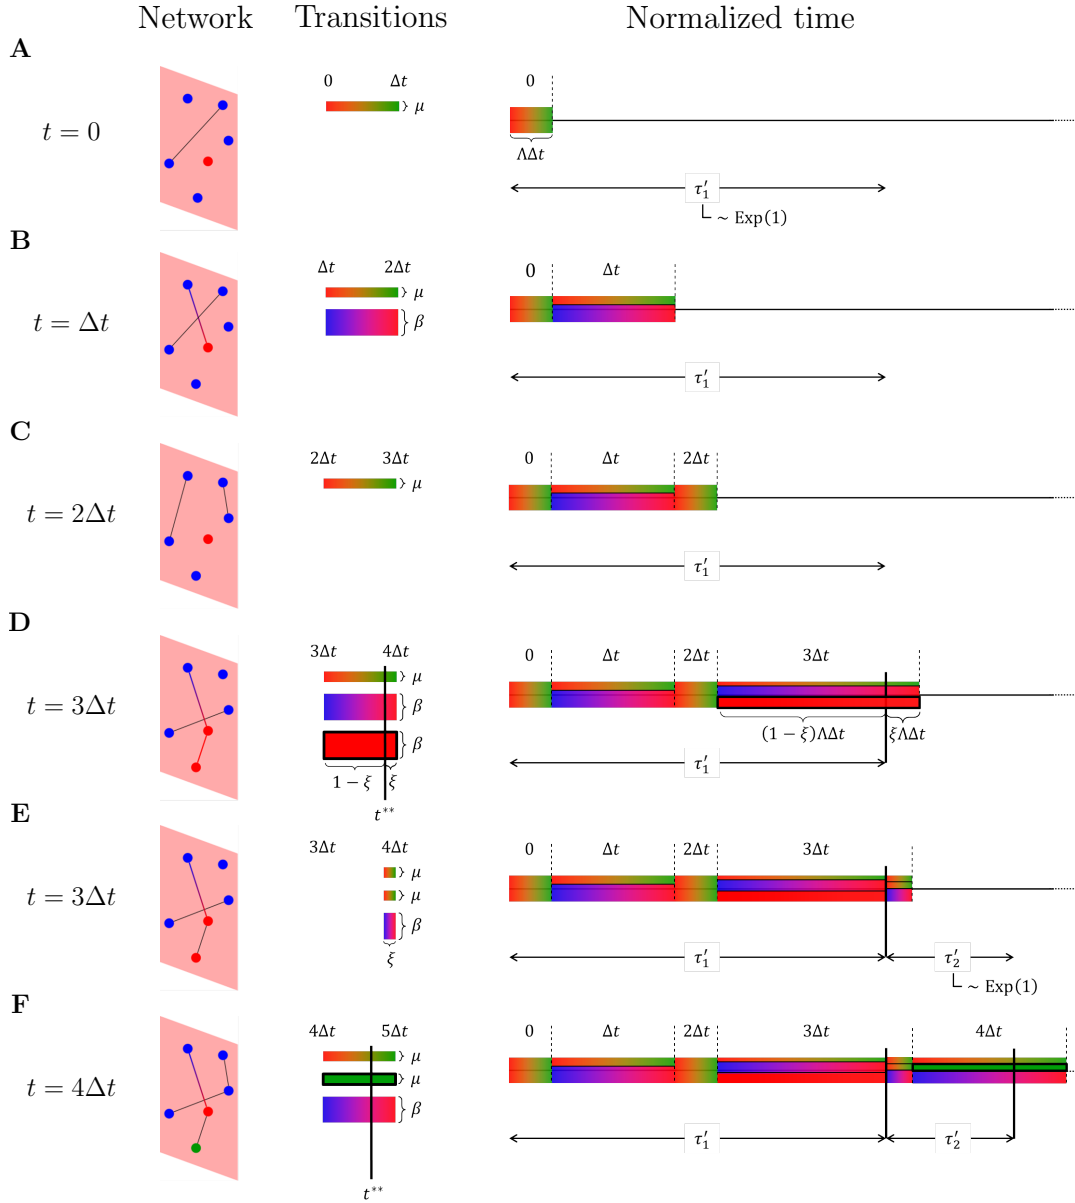 Network Transitions Normalized time
A
t = 0
0 Δt
μ
0
ΛΔt
τ′₁
~ Exp(1)
B
t = Δt
Δt 2Δt
μ
β
0 Δt
τ′₁
C
t = 2Δt
2Δt 3Δt
μ
0 Δt 2Δt
τ′₁
D
t = 3Δt
3Δt 4Δt
μ
β
β
1 − ξ ξ
t**
0 Δt 2Δt 3Δt
(1 − ξ)ΛΔt ξΛΔt
τ′₁
E
t = 3Δt
3Δt 4Δt
μ
μ
β
ξ
0 Δt 2Δt 3Δt
τ′₁ τ′₂
~ Exp(1)
F
t = 4Δt
4Δt 5Δt
μ
μ
β
t**
0 Δt 2Δt 3Δt 4Δt
τ′₁ τ′₂